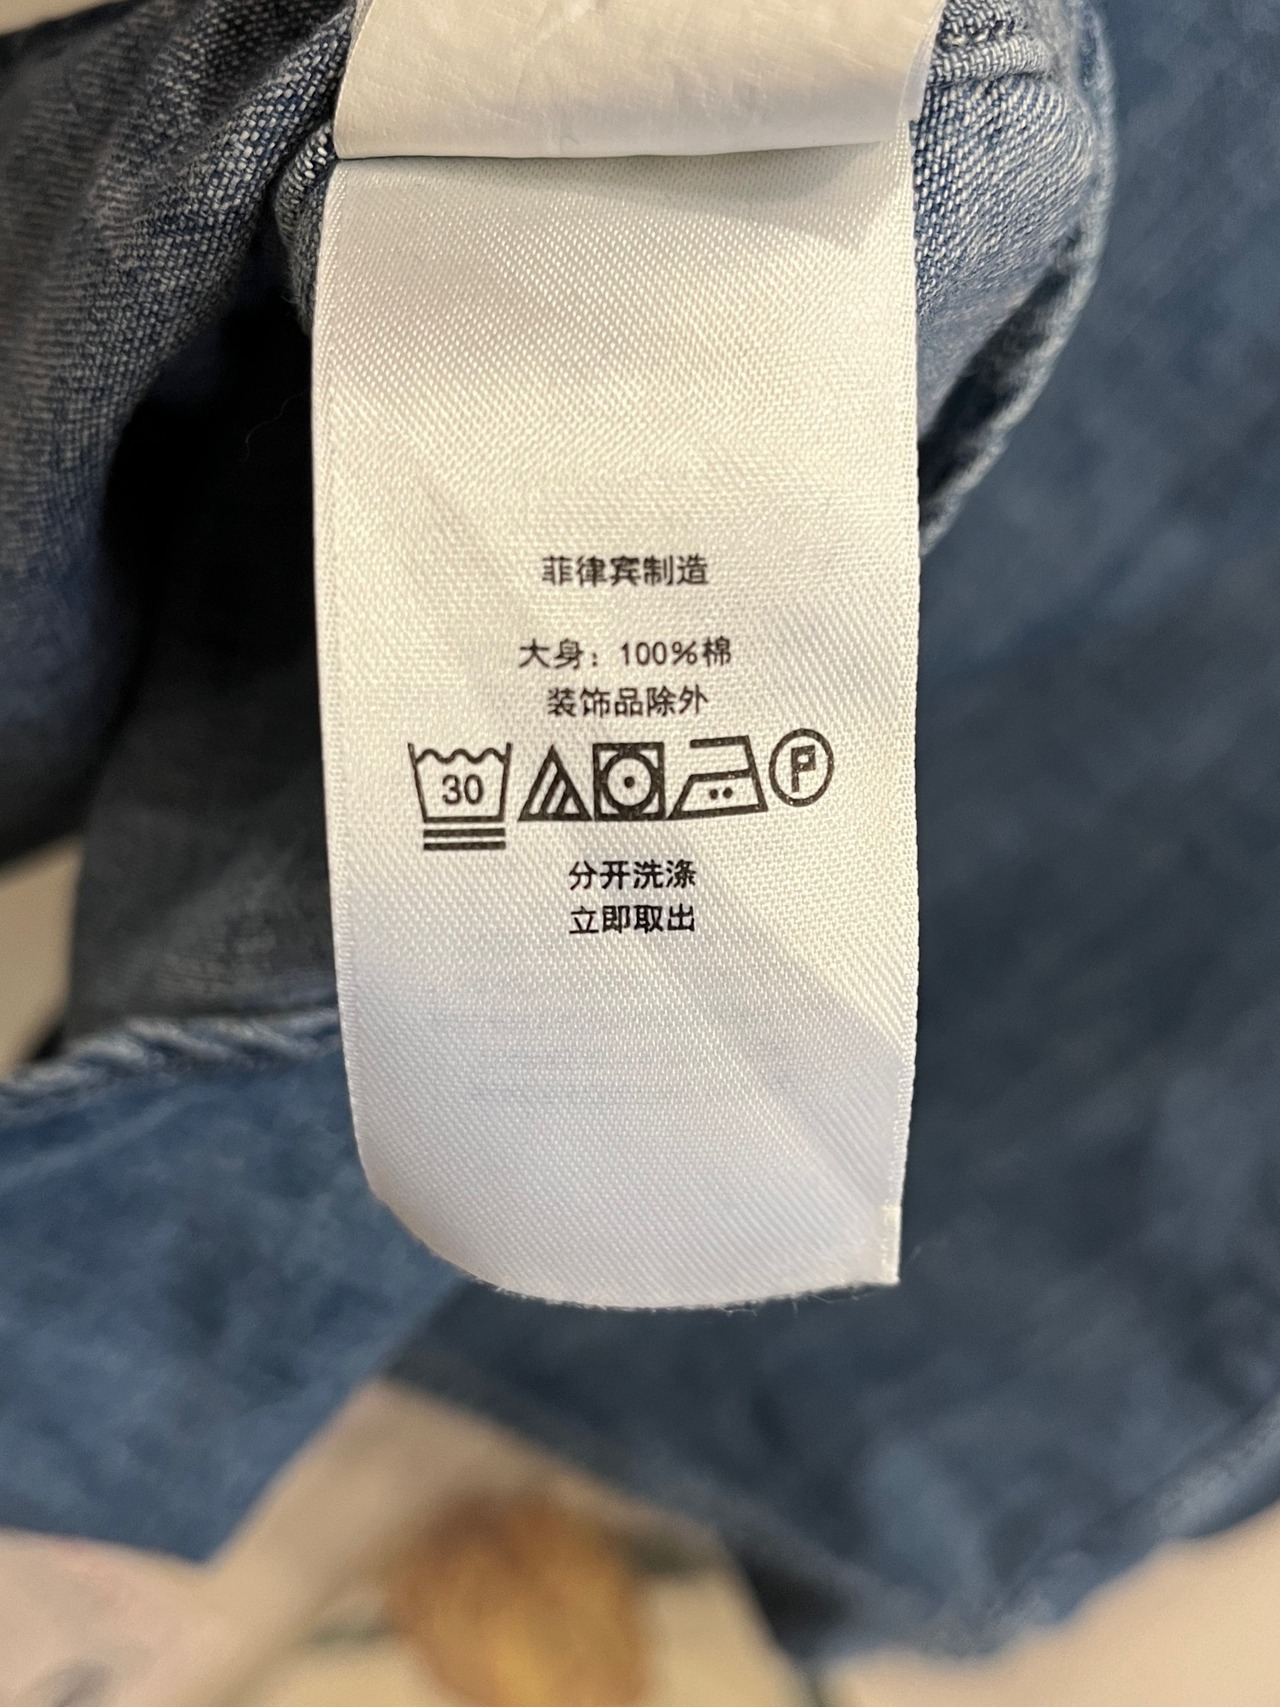 菲律宾制造
大身：100%棉
装饰品除外
30
P
分开洗涤
立即取出